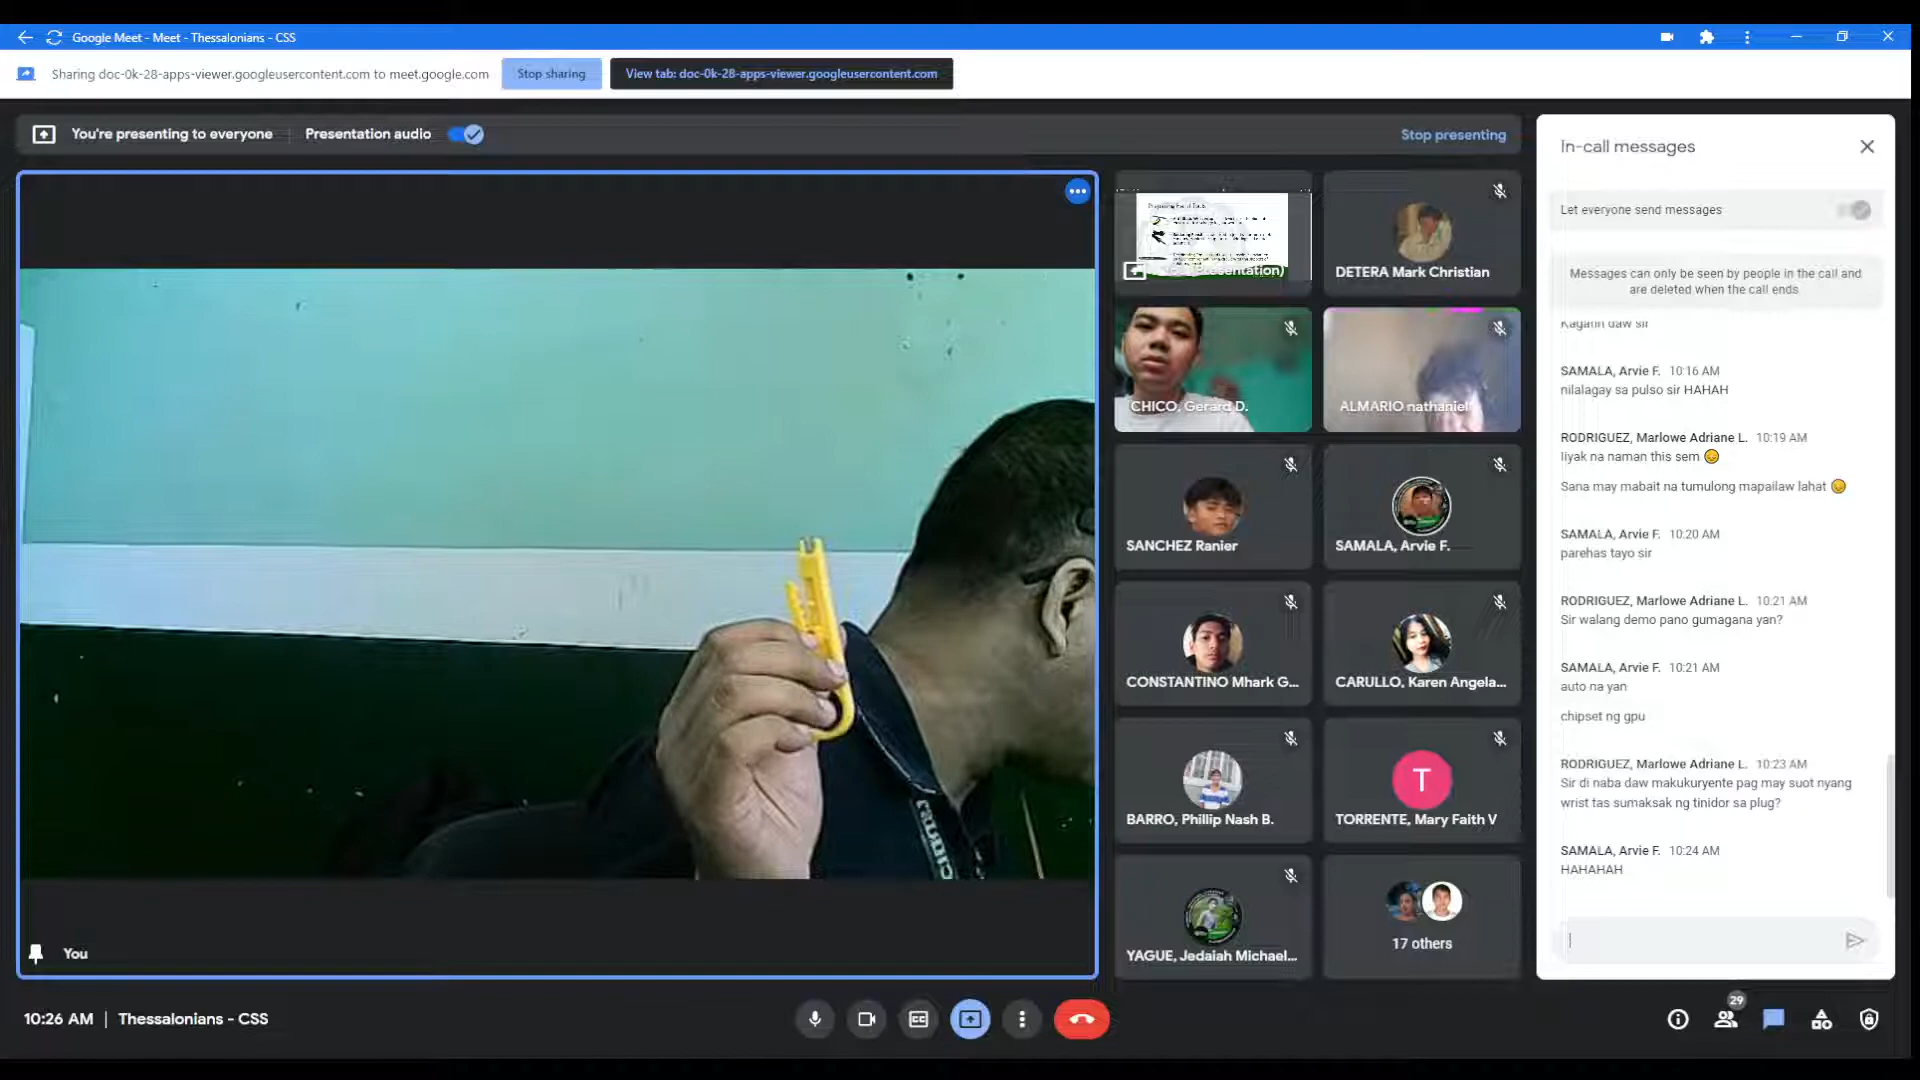 Google Meet - Meet - Thessalonians - CSS
Sharing doc-0k-28-apps-viewer.googleusercontent.com to meet.google.com
Stop sharing
View tab: doc-0k-28-apps-viewer.googleusercontent.com
You're presenting to everyone
Presentation audio
Stop presenting
Presentation)
DETERA Mark Christian
CHICO, Gerard D.
ALMARIO nathaniel
SANCHEZ Ranier
SAMALA, Arvie F.
CONSTANTINO Mhark G...
CARULLO, Karen Angela...
BARRO, Phillip Nash B.
T
TORRENTE, Mary Faith V
YAGUE, Jedaiah Michael...
17 others
You
In-call messages
Let everyone send messages
Messages can only be seen by people in the call and
are deleted when the call ends
daw sir
SAMALA, Arvie F. 10:16 AM
nilalagay sa pulso sir HAHAH
RODRIGUEZ, Marlowe Adriane L. 10:19 AM
Iiyak na naman this sem 😞
Sana may mabait na tumulong mapailaw lahat 😞
SAMALA, Arvie F. 10:20 AM
parehas tayo sir
RODRIGUEZ, Marlowe Adriane L. 10:21 AM
Sir walang demo pano gumagana yan?
SAMALA, Arvie F. 10:21 AM
auto na yan
chipset ng gpu
RODRIGUEZ, Marlowe Adriane L. 10:23 AM
Sir di naba daw makukuryente pag may suot nyang
wrist tas sumaksak ng tinidor sa plug?
SAMALA, Arvie F. 10:24 AM
HAHAHAH
10:26 AM | Thessalonians - CSS
CC
29